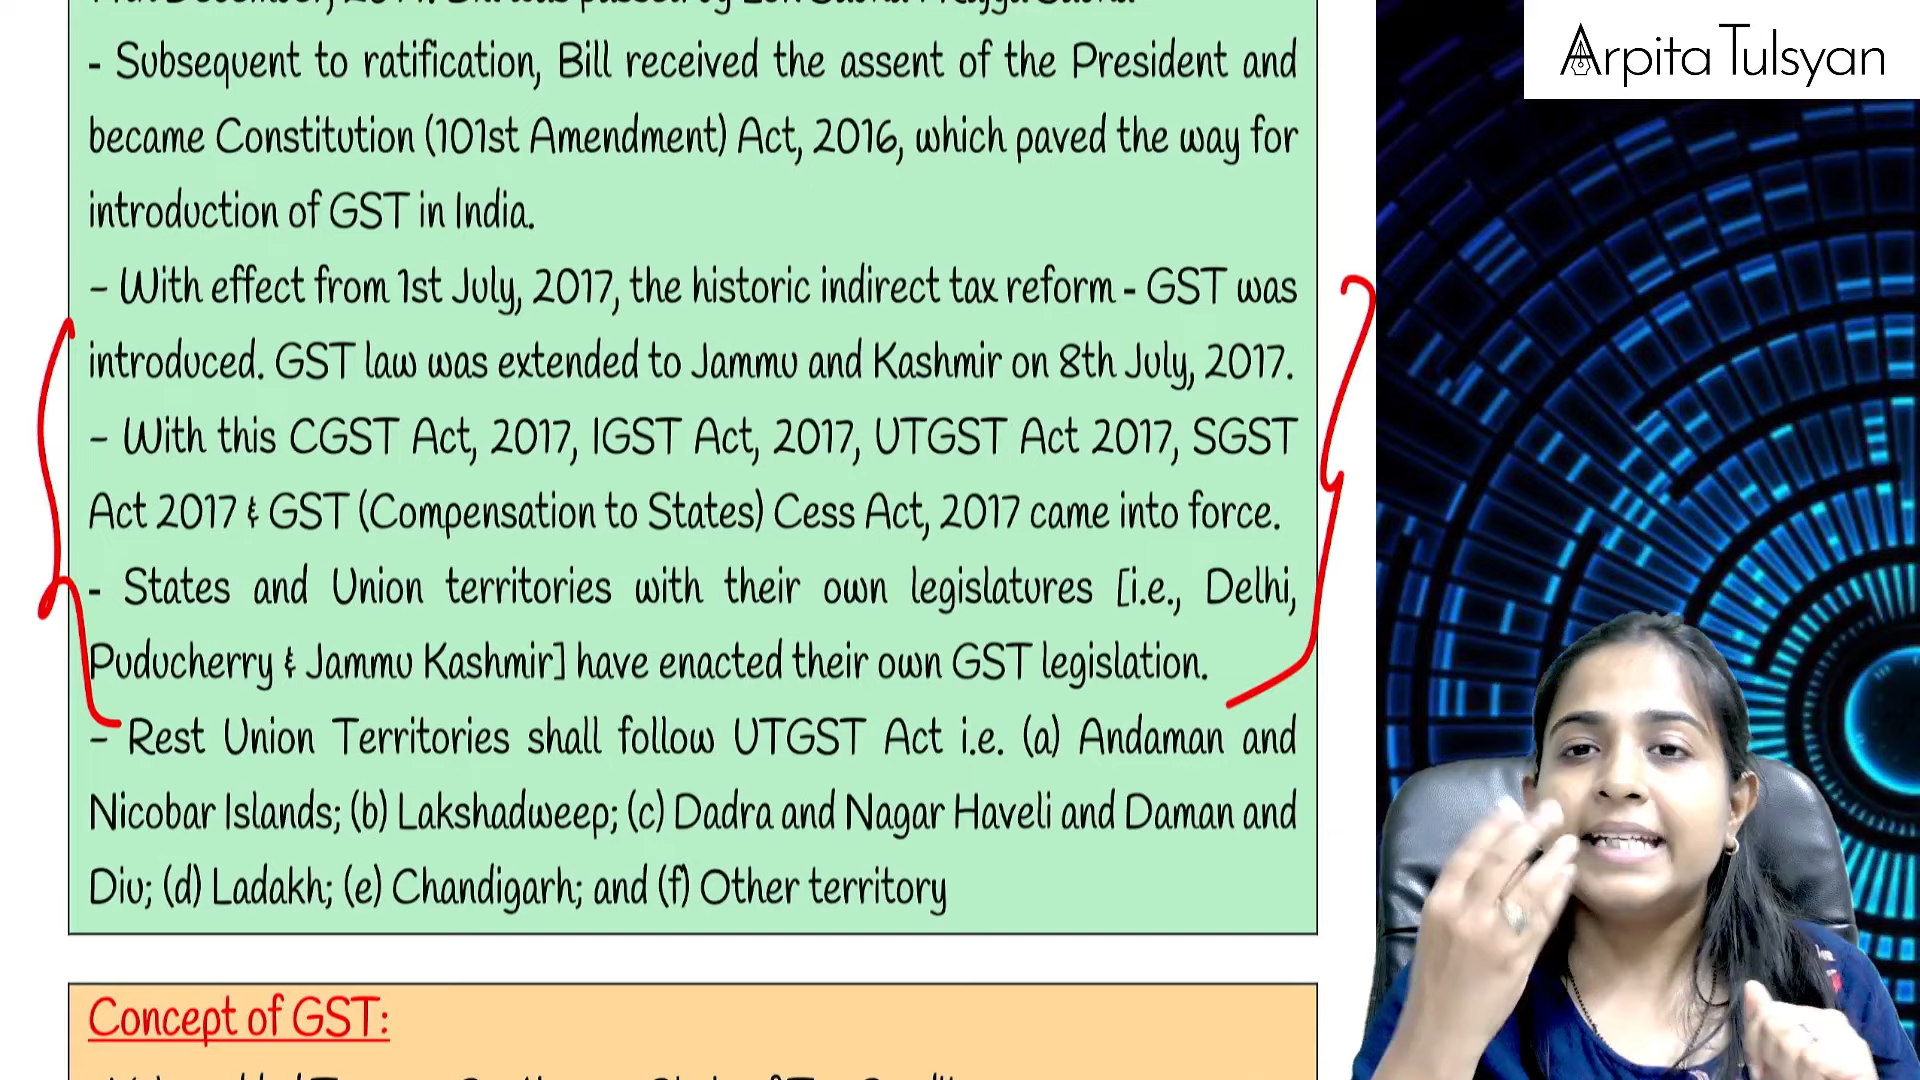 Arpita Tulsyan
- Subsequent to ratification, Bill received the assent of the President and
became Constitution (101st Amendment) Act, 2016, which paved the way for
introduction of GST in India.
- With effect from 1st July, 2017, the historic indirect tax reform - GST was
introduced. GST law was extended to Jammu and Kashmir on 8th July, 2017.
- With this CGST Act, 2017, IGST Act, 2017, UTGST Act 2017, SGST
Act 2017 & GST (Compensation to States) Cess Act, 2017 came into force.
- States and Union territories with their own legislatures [i.e., Delhi,
Puducherry & Jammu Kashmir] have enacted their own GST legislation.
- Rest Union Territories shall follow UTGST Act i.e. (a) Andaman and
Nicobar Islands; (b) Lakshadweep; (c) Dadra and Nagar Haveli and Daman and
Diu; (d) Ladakh; (e) Chandigarh; and (f) Other territory
Concept of GST: